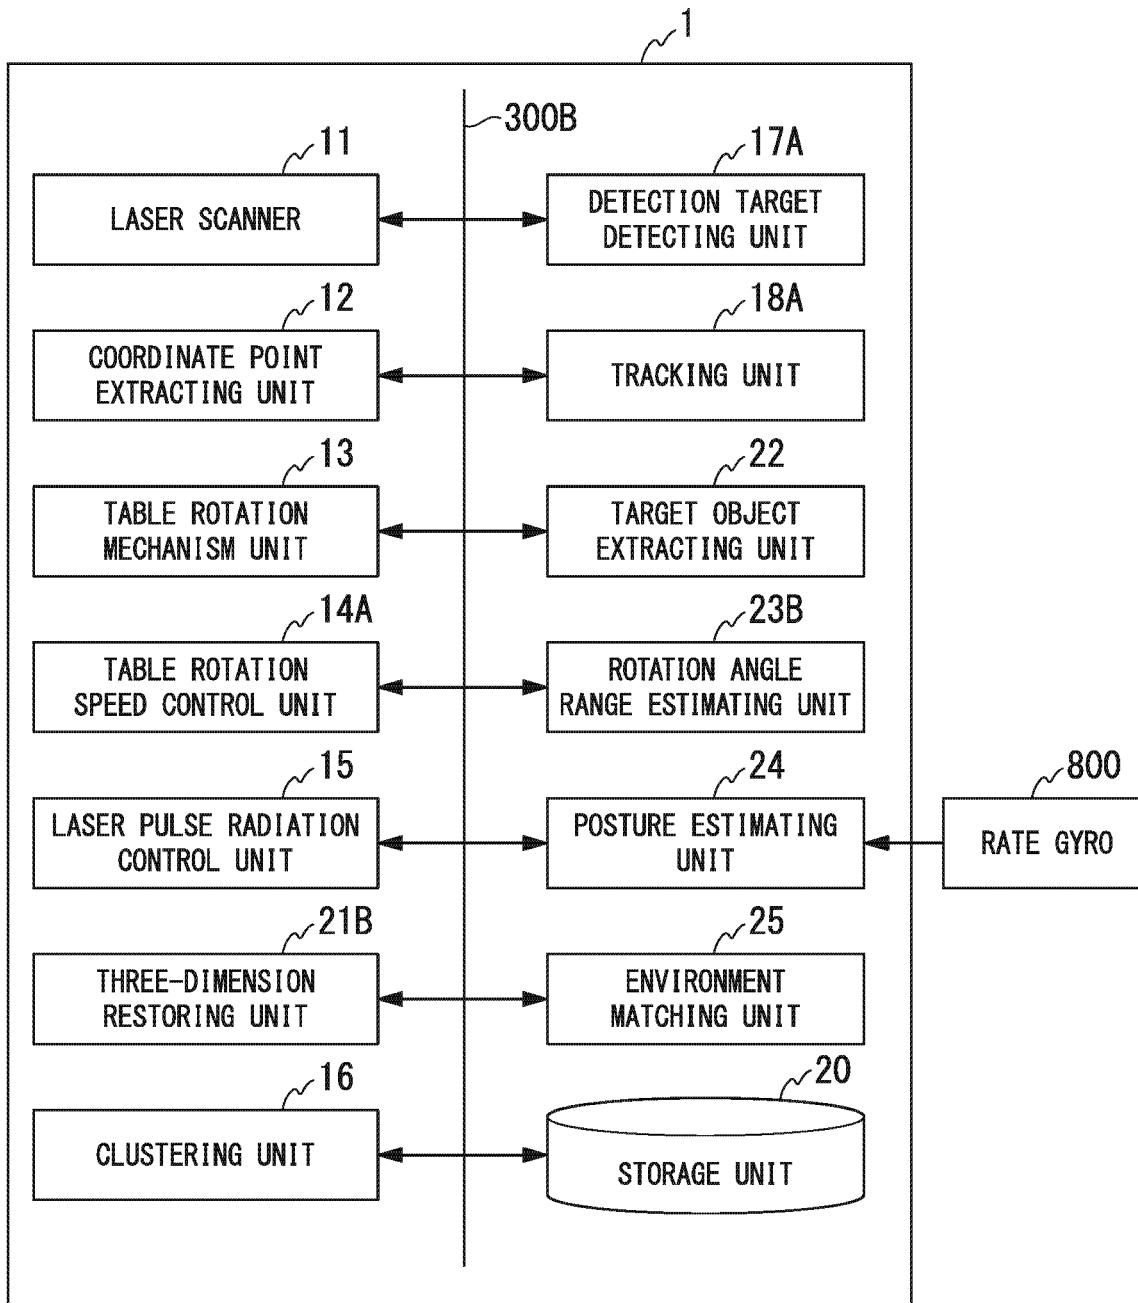 1
300B
11
LASER SCANNER
17A
DETECTION TARGET
DETECTING UNIT
12
COORDINATE POINT
EXTRACTING UNIT
18A
TRACKING UNIT
13
TABLE ROTATION
MECHANISM UNIT
22
TARGET OBJECT
EXTRACTING UNIT
14A
TABLE ROTATION
SPEED CONTROL UNIT
23B
ROTATION ANGLE
RANGE ESTIMATING UNIT
15
LASER PULSE RADIATION
CONTROL UNIT
24
POSTURE ESTIMATING
UNIT
800
RATE GYRO
21B
THREE-DIMENSION
RESTORING UNIT
25
ENVIRONMENT
MATCHING UNIT
16
CLUSTERING UNIT
20
STORAGE UNIT